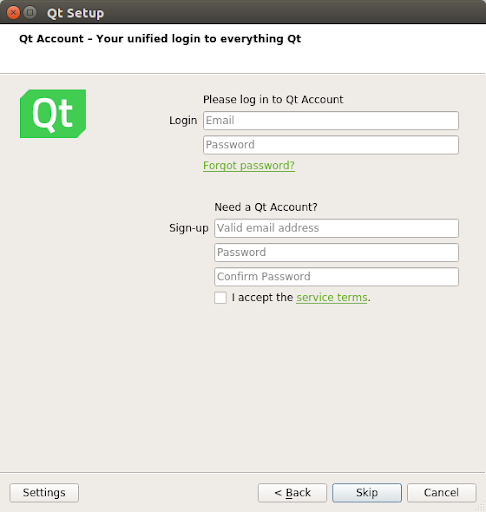 Qt Setup
Qt Account – Your unified login to everything Qt
Qt
Please log in to Qt Account
Login Email
Password
Forgot password?
Need a Qt Account?
Sign-up Valid email address
Password
Confirm Password
I accept the service terms.
Settings < Back Skip Cancel